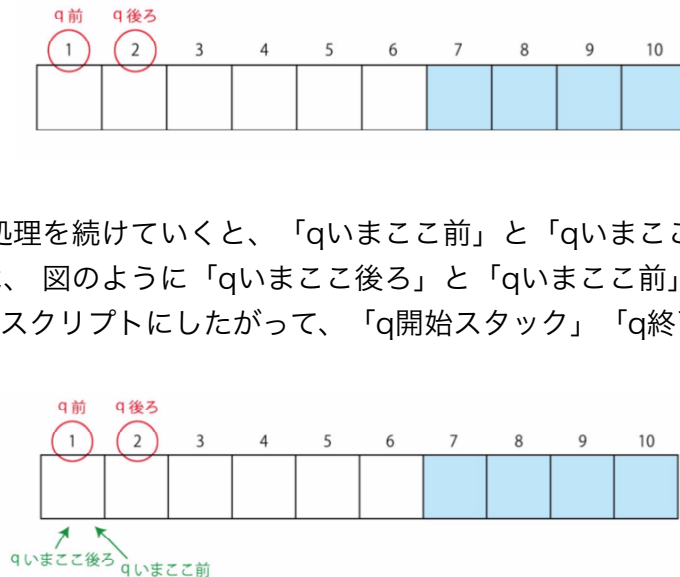 q前 q後ろ
1 2 3 4 5 6 7 8 9 10
処理を続けていくと、「qいまここ前」と「qいまここ
、図のように「qいまここ後ろ」と「qいまここ前」
スクリプトにしたがって、「q開始スタック」「q終
q前 q後ろ
1 2 3 4 5 6 7 8 9 10
qいまここ後ろ
qいまここ前